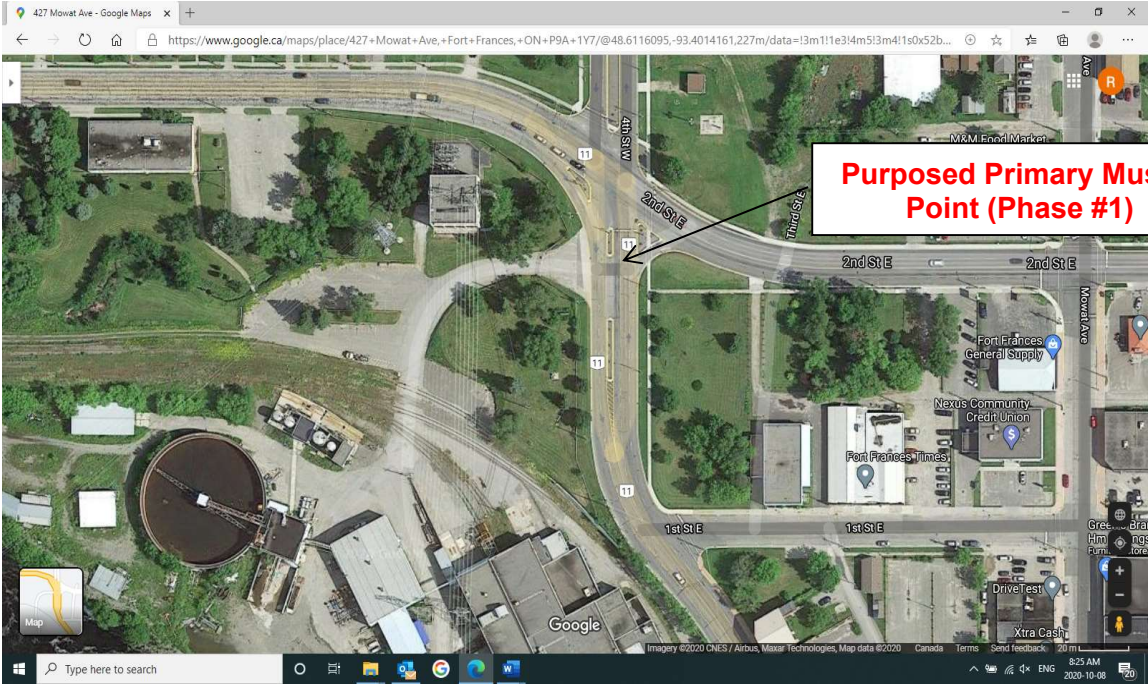 427 Mowat Ave - Google Maps
https://www.google.ca/maps/place/427+Mowat+Ave,+Fort+Frances,+ON+P9A+1Y7/@48.6116095,-93.4014161,227m/data=!3m1!1e3!4m5!3m4!1s0x52b...
Ave
R
4th St W
M&M Food Market
11
Purposed Primary Mus
Point (Phase #1)
Third St E
2nd St E
11
2nd St E
2nd St E
Mowat Ave
Fort Frances
General Supply
11
Nexus Community
Credit Union
Fort Frances Times
11
1st St E
1st St E
DriveTest
Map
Google
Xtra Cash
Imagery ©2020 CNES / Airbus, Maxar Technologies, Map data ©2020 Canada Terms Send feedback 20 m
Type here to search
ENG
8:25 AM
2020-10-08
20